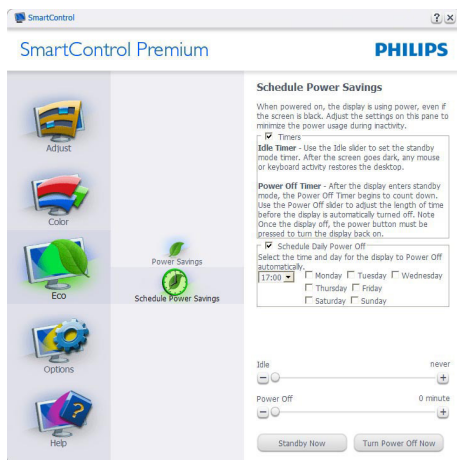 SmartControl
? ×
SmartControl Premium
PHILIPS
Adjust
Color
Eco
Options
Help
Power Savings
Schedule Power Savings
Schedule Power Savings
When powered on, the display is using power, even if
the screen is black. Adjust the settings on this pane to
minimize the power usage during inactivity.
Timers
Idle Timer - Use the Idle slider to set the standby
mode timer. After the screen goes dark, any mouse
or keyboard activity restores the desktop.
Power Off Timer - After the display enters standby
mode, the Power Off Timer begins to count down.
Use the Power Off slider to adjust the length of time
before the display is automatically turned off. Note
Once the display off, the power button must be
pressed to turn the display back on.
Schedule Daily Power Off
Select the time and day for the display to Power Off
automatically.
17:00 Monday Tuesday Wednesday
Thursday Friday
Saturday Sunday
Idle never
Power Off 0 minute
Standby Now Turn Power Off Now